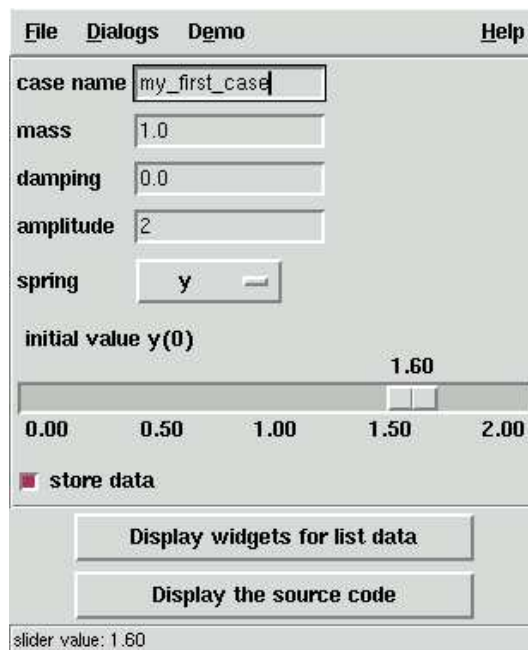 File Dialogs Demo Help
case name my_first_case
mass 1.0
damping 0.0
amplitude 2
spring y
initial value y(0)
1.60
0.00 0.50 1.00 1.50 2.00
store data
Display widgets for list data
Display the source code
slider value: 1.60